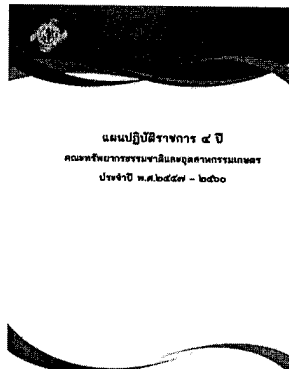 แผนปฏิบัติราชการ ๔ ปี
คณะทรัพยากรธรรมชาติและอุตสาหกรรมเกษตร
ประจำปี พ.ศ.๒๕๕๗ - ๒๕๖๐